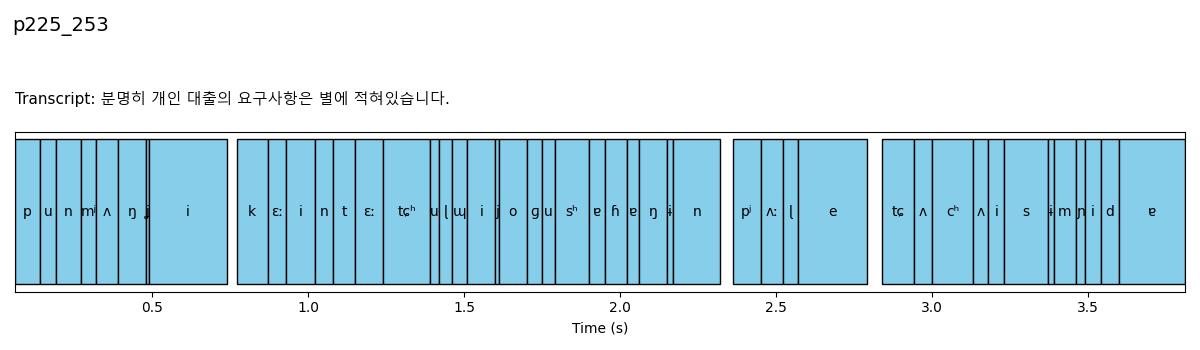 p225_253
Transcript: 분명히 개인 대출의 요구사항은 별에 적혀있습니다.
p u n mʲ ʌ ŋ ʝ i k ɛː i n t ɛː tɕʰ u ɭ ɰ i j o ɡ u sʰ ɐ ɦ ɐ ŋ ɨ n pʲ ʌː ɭ e tɕ ʌ cʰ ʌ i s ɨ m ɲ i d ɐ
0.5 1.0 1.5 2.0 2.5 3.0 3.5
Time (s)